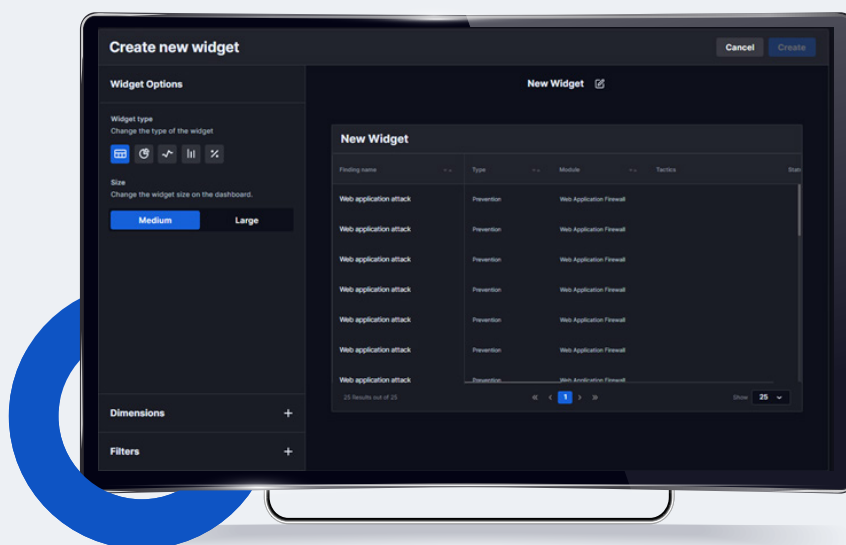 Create new widget
Cancel
Create
Widget Options
New Widget
Widget type
Change the type of the widget
Size
Change the widget size on the dashboard.
Medium
Large
Dimensions +
Filters +
New Widget
Finding name
Type
Module
Tactics
Web application attack Prevention Web Application Firewall
Web application attack Prevention Web Application Firewall
Web application attack Prevention Web Application Firewall
Web application attack Prevention Web Application Firewall
Web application attack Prevention Web Application Firewall
Web application attack Prevention Web Application Firewall
Web application attack Prevention Web Application Firewall
25 Results out of 25
« < 1 > »
Show 25